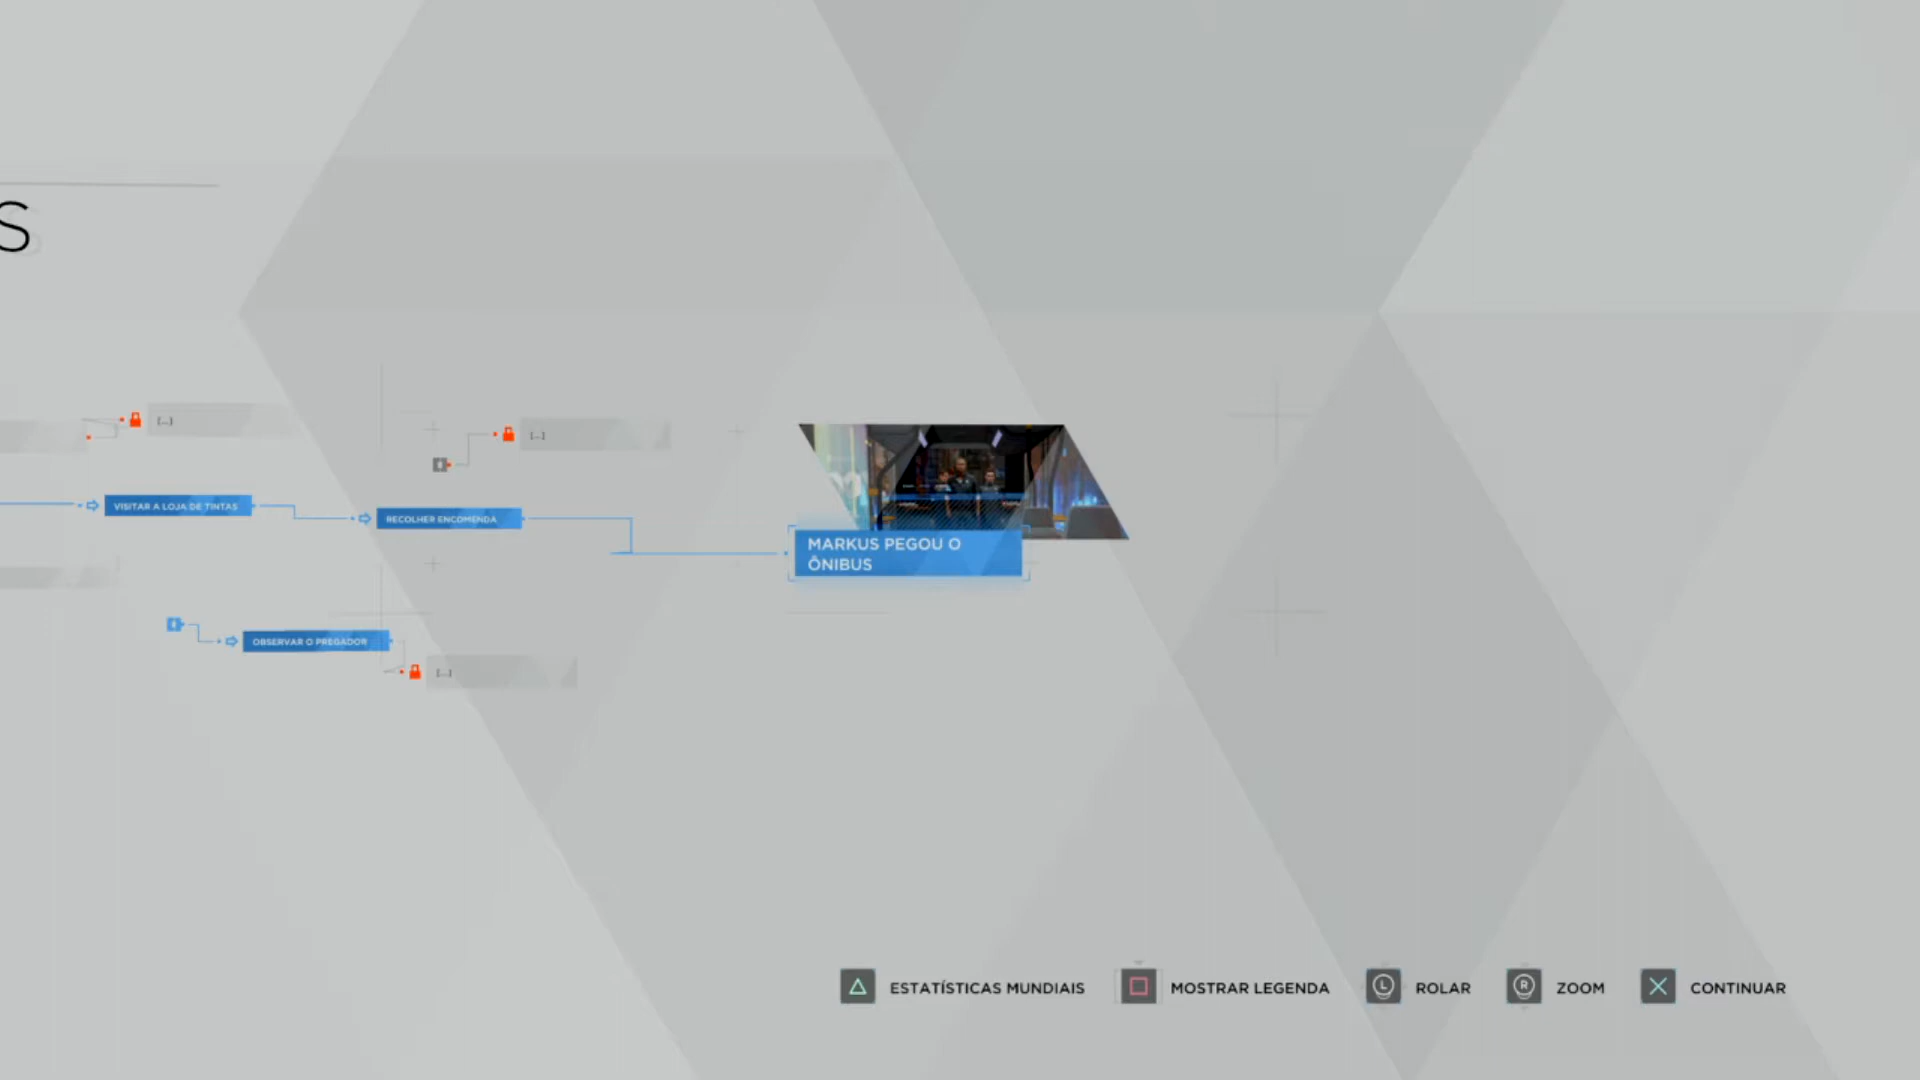 S
[...]
[...]
VISITAR A LOJA DE TINTAS
RECOLHER ENCOMENDA
MARKUS PEGOU O
ÔNIBUS
OBSERVAR O PREGADOR
[...]
ESTATÍSTICAS MUNDIAIS
MOSTRAR LEGENDA
L
ROLAR
R
ZOOM
CONTINUAR